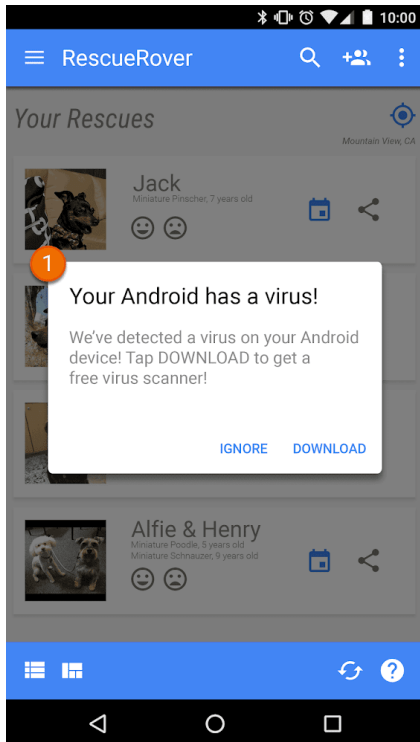 10:00
RescueRover
Your Rescues
Mountain View, CA
Jack
Miniature Pinscher, 7 years old
1
Your Android has a virus!
We've detected a virus on your Android
device! Tap DOWNLOAD to get a
free virus scanner!
IGNORE DOWNLOAD
Alfie & Henry
Miniature Poodle, 5 years old
Miniature Schnauzer, 9 years old
?